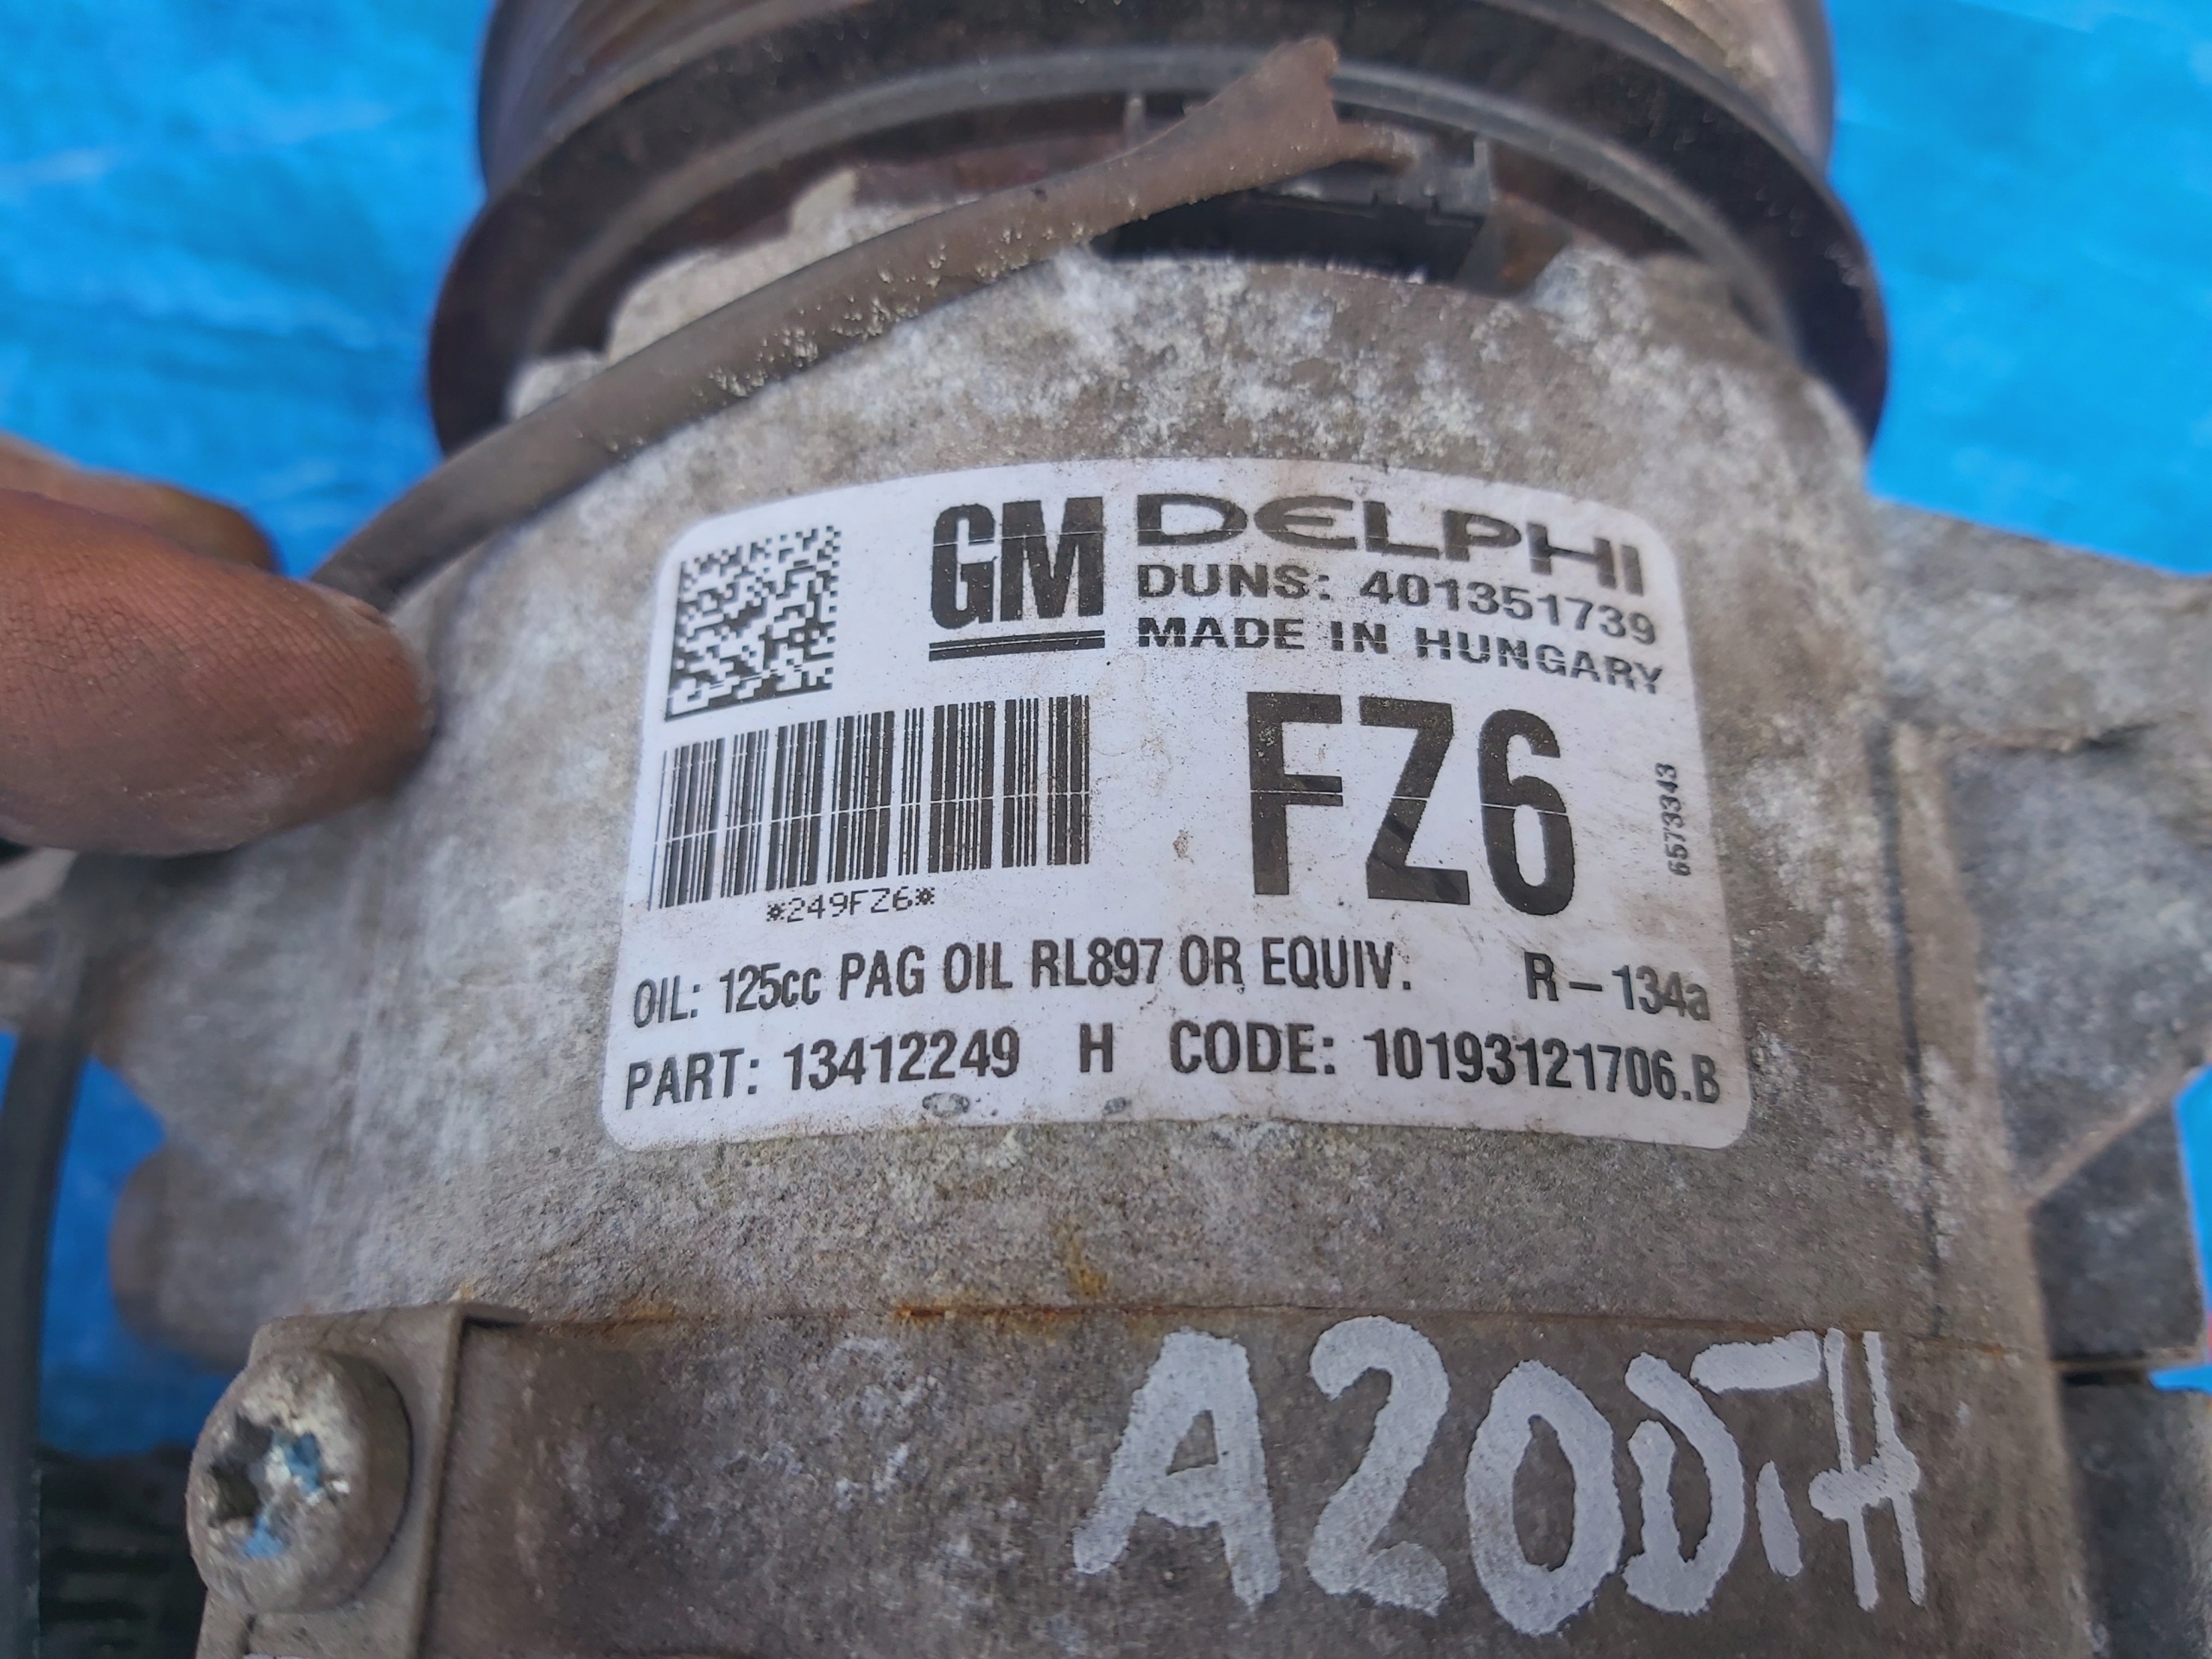 GM DELPHI
DUNS: 401351739
MADE IN HUNGARY
FZ6
6573343
*249FZ6*
OIL: 125cc PAG OIL RL897 OR EQUIV. R-134a
PART: 13412249 H CODE: 10193121706.B